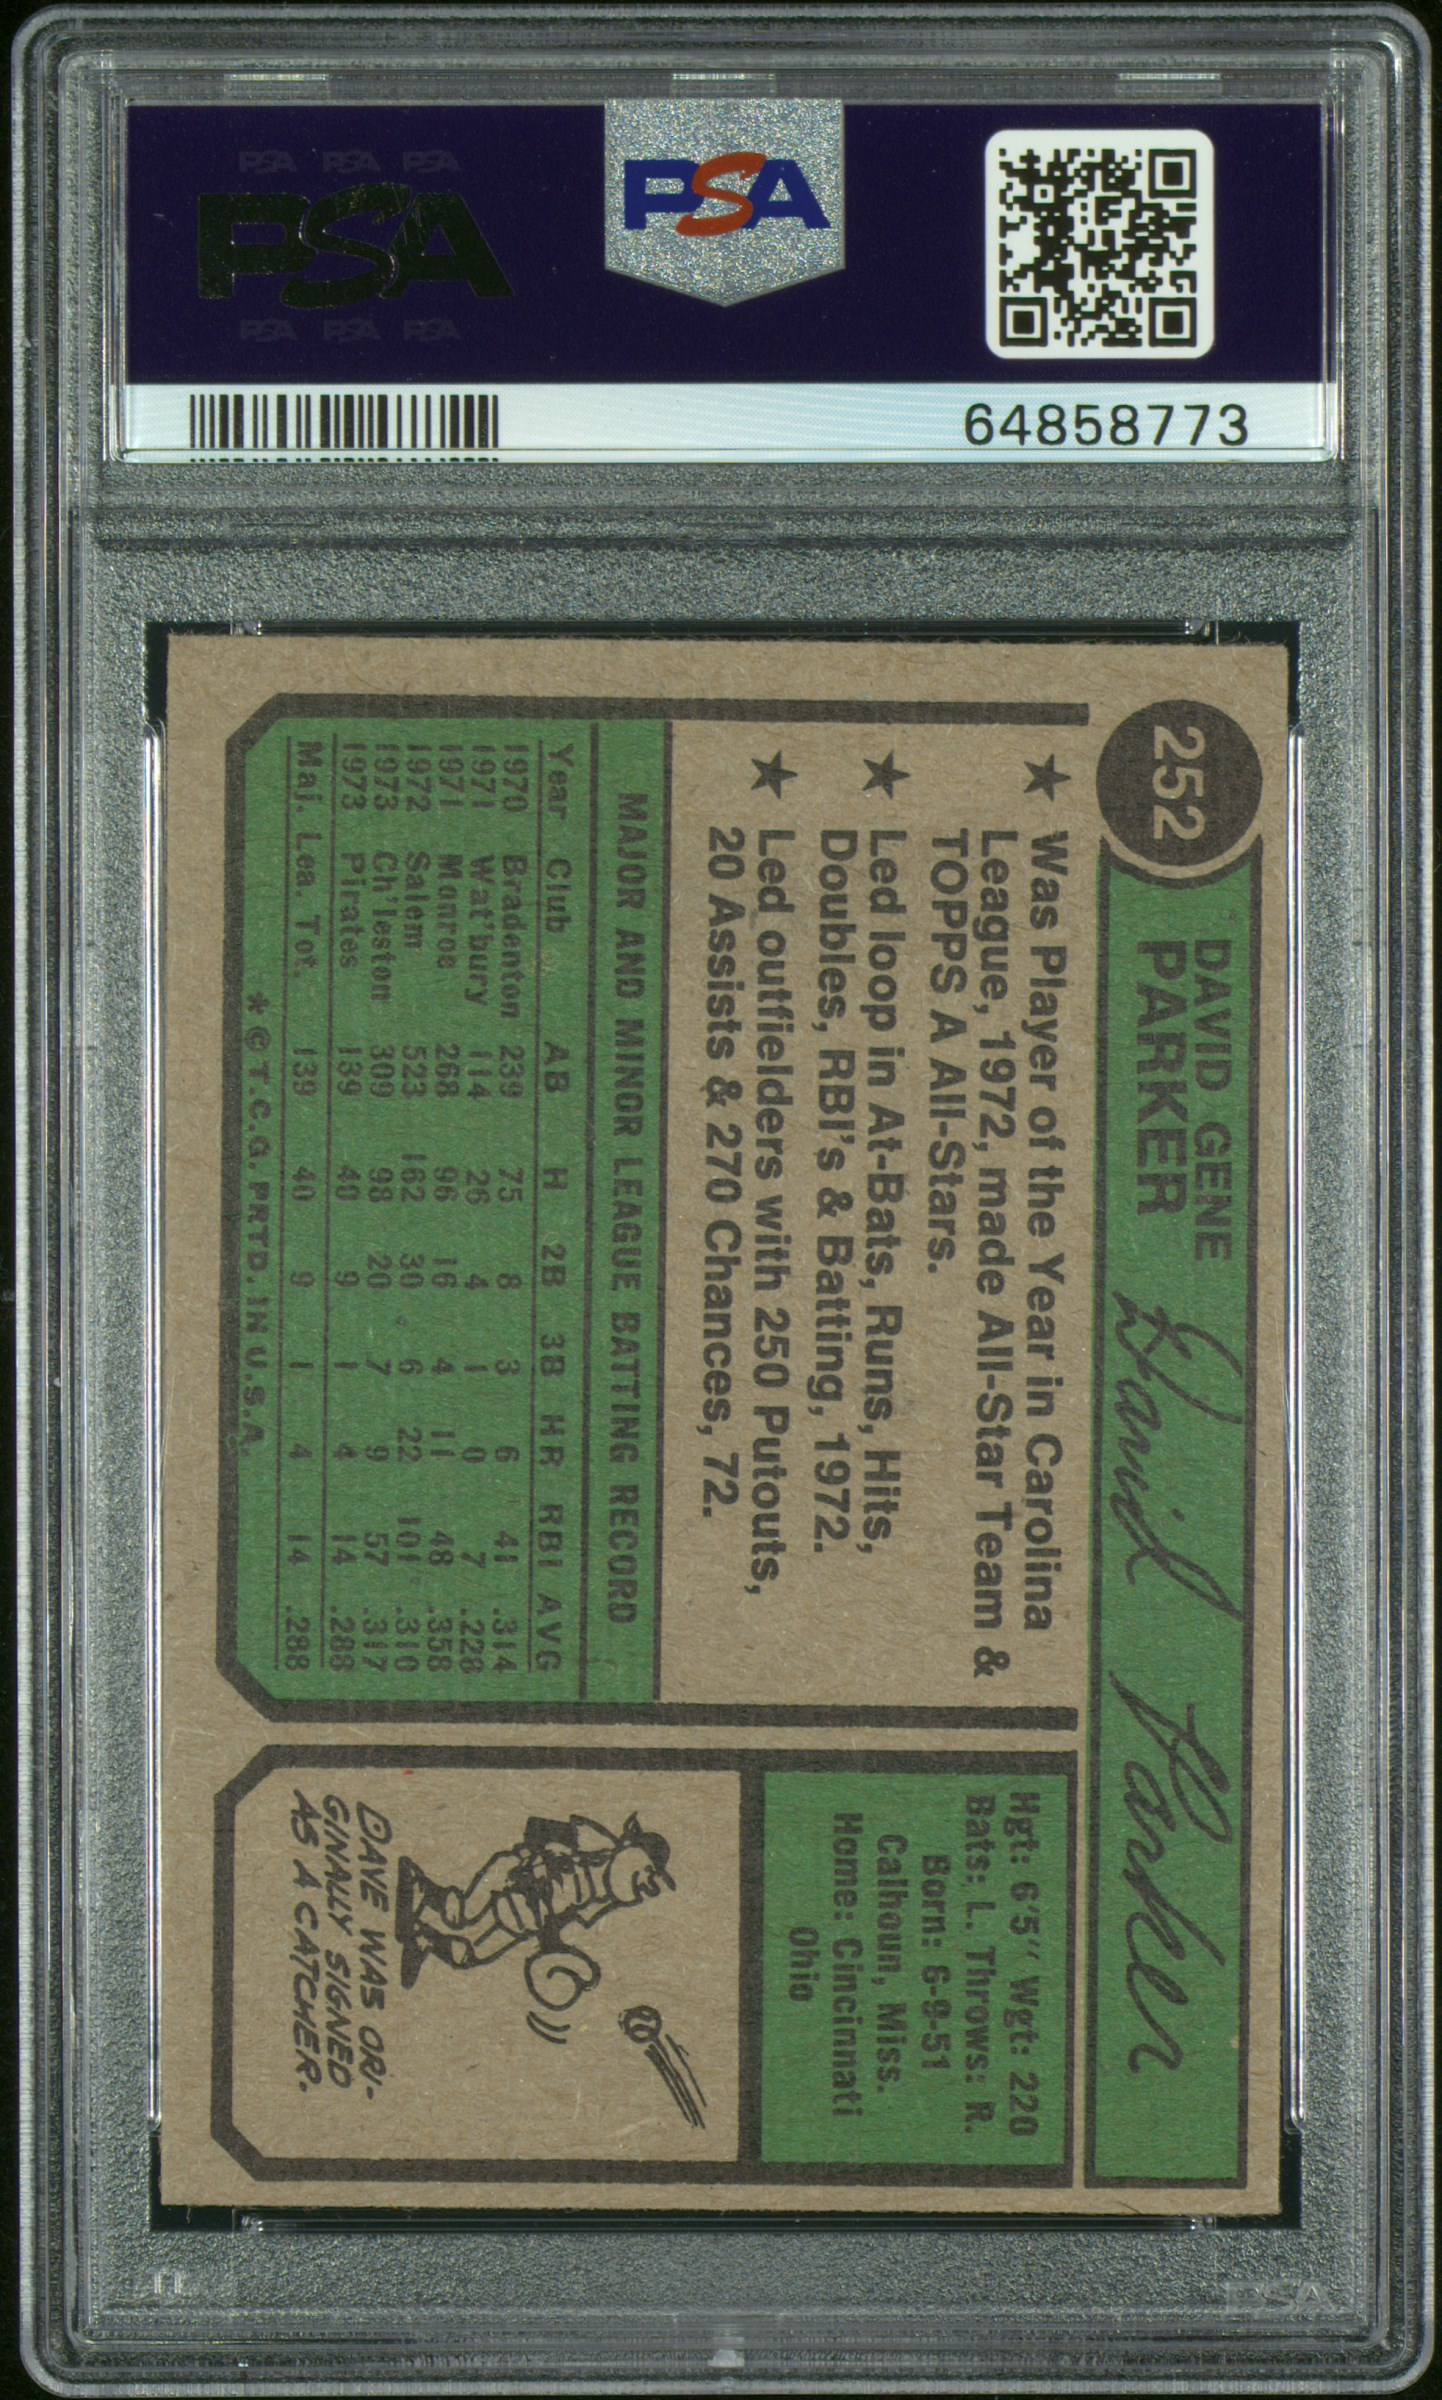 PSA PSA PSA
PSA
PSA PSA PSA
PSA
64858773
252
DAVID GENE
PARKER
David Parker
★ Was Player of the Year in Carolina
League, 1972, made All-Star Team &
TOPPS A All-Stars.
★ Led loop in At-Bats, Runs, Hits,
Doubles, RBI's & Batting, 1972.
★ Led outfielders with 250 Putouts,
20 Assists & 270 Chances, 72.
MAJOR AND MINOR LEAGUE BATTING RECORD
Year Club AB H 2B 3B HR RBI AVG
1970 Bradenton 239 75 8 3 6 41 .314
1971 Wat'bury 114 26 4 1 0 7 .228
1971 Monroe 268 96 16 4 11 48 .358
1972 Salem 523 162 30 6 22 101 .310
1973 Ch'leston 309 98 20 7 9 57 .317
1973 Pirates 139 40 9 1 4 14 .288
Maj. Lea. Tot. 139 40 9 1 4 14 .288
* © T.C.G. PRTD. IN U.S.A.
Hgt: 6'5" Wgt: 220
Bats: L. Throws: R.
Born: 6-9-51
Calhoun, Miss.
Home: Cincinnati
Ohio
DAVE WAS ORI-
GINALLY SIGNED
AS A CATCHER.
PSA